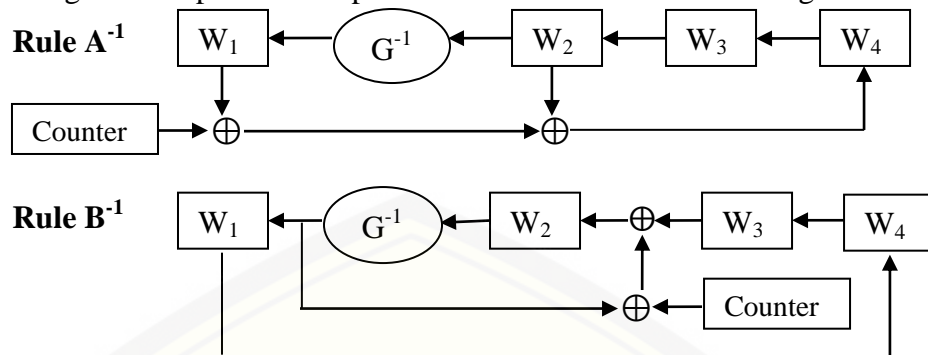 Rule A⁻¹ W₁ G⁻¹ W₂ W₃ W₄
Counter
Rule B⁻¹ W₁ G⁻¹ W₂ W₃ W₄
Counter